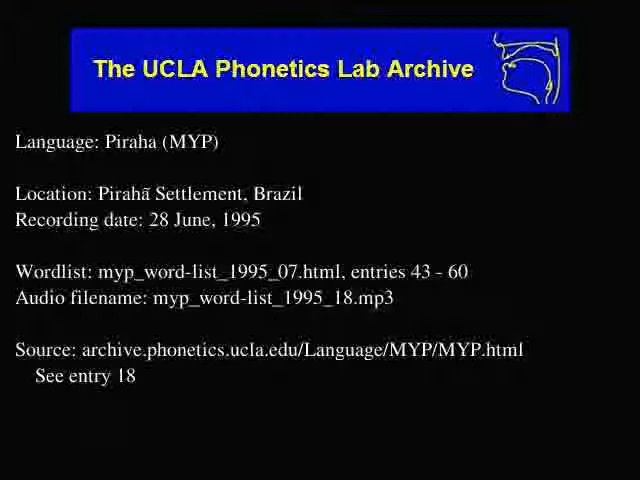 The UCLA Phonetics Lab Archive
Language: Piraha (MYP)
Location: Pirahã Settlement, Brazil
Recording date: 28 June, 1995
Wordlist: myp_word-list_1995_07.html, entries 43 - 60
Audio filename: myp_word-list_1995_18.mp3
Source: archive.phonetics.ucla.edu/Language/MYP/MYP.html
See entry 18